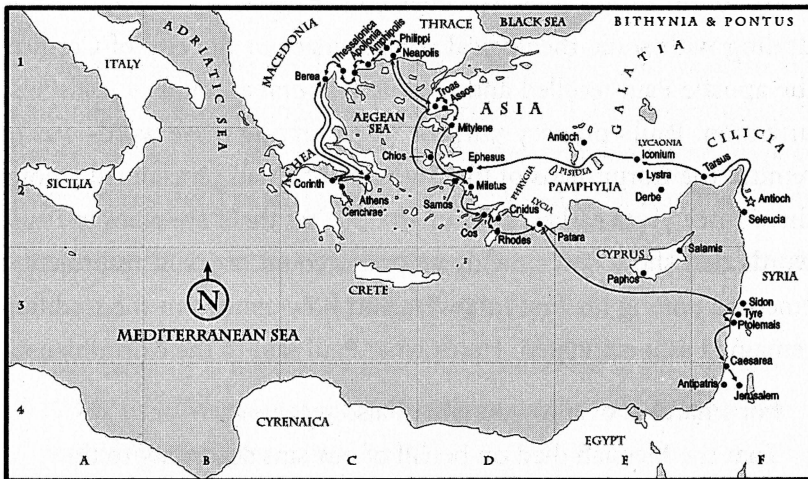 THRACE
BLACK SEA
BITHYNIA & PONTUS
ADRIATIC SEA
MACEDONIA
Thessalonica
Apolonia
Amphipolis
Philippi
Neapolis
1
ITALY
Berea
Troas
Assos
ASIA
GALATIA
AEGEAN
SEA
Mitylene
Antioch
LYCAONIA
CILICIA
Chios
Ephesus
PISIDIA
Iconium
Tarsus
ACHEA
PHRYGIA
PAMPHYLIA
Lystra
2
SICILIA
Corinth
Athens
Cenchrae
Samos
Miletus
LYCIA
Derbe
Antioch
Seleucia
Cos
Cnidus
Rhodes
Patara
CYPRUS
Salamis
Paphos
SYRIA
CRETE
N
3
MEDITERRANEAN SEA
Sidon
Tyre
Ptolemais
Caesarea
Antipatris
Jerusalem
4
CYRENAICA
EGYPT
A
B
C
D
E
F